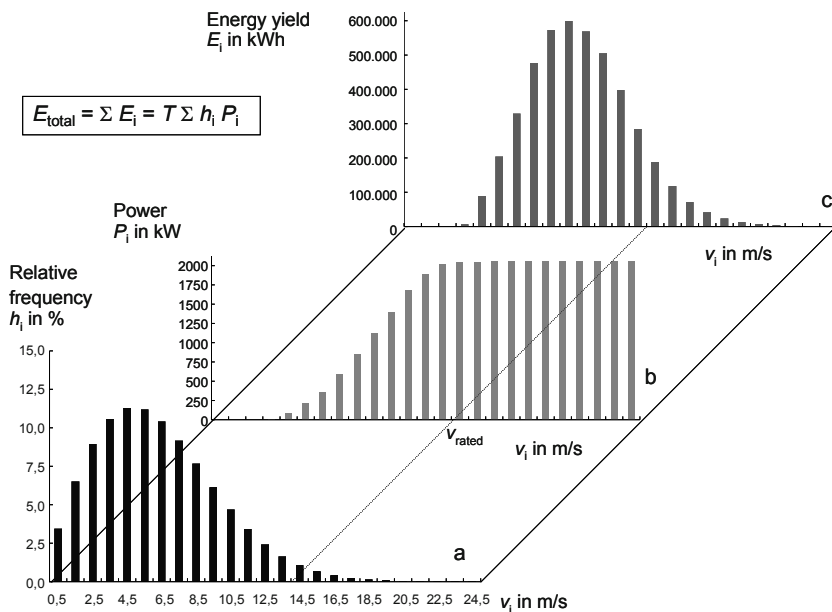 Energy yield
E_i in kWh
600.000
500.000
400.000
300.000
200.000
100.000
0
c
v_i in m/s
E_total = Σ E_i = T Σ h_i P_i
Power
P_i in kW
2000
1750
1500
1250
1000
750
500
250
0
b
v_rated
v_i in m/s
Relative
frequency
h_i in %
15,0
12,5
10,0
7,5
5,0
2,5
0,0
a
0,5 2,5 4,5 6,5 8,5 10,5 12,5 14,5 16,5 18,5 20,5 22,5 24,5 v_i in m/s